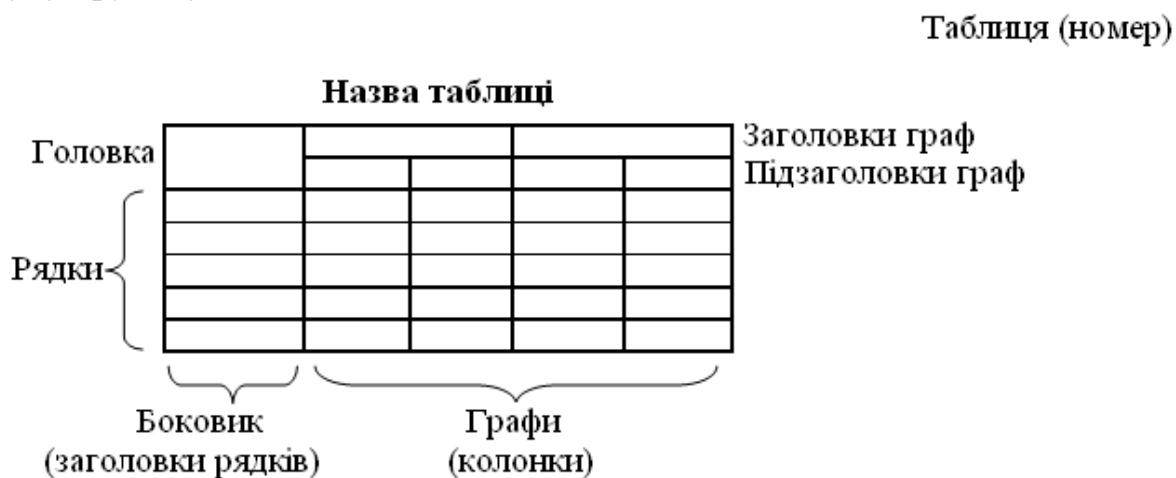 Таблиця (номер)
Назва таблиці
Головка
Заголовки граф
Підзаголовки граф
Рядки
Боковик
(заголовки рядків)
Графи
(колонки)